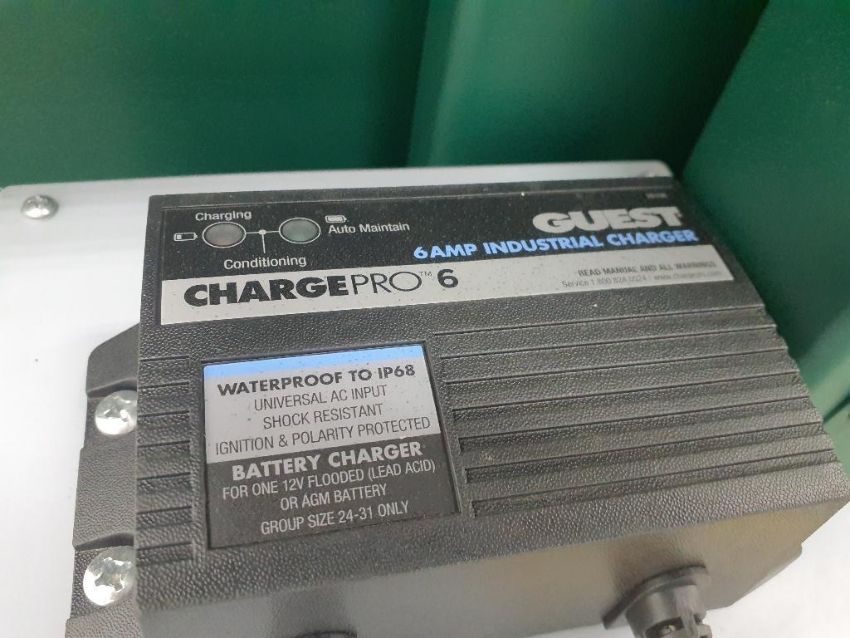 Charging
Auto Maintain
Conditioning
GUEST
6 AMP INDUSTRIAL CHARGER
CHARGEPRO™ 6
READ MANUAL AND ALL WARNINGS
WATERPROOF TO IP68
UNIVERSAL AC INPUT
SHOCK RESISTANT
IGNITION & POLARITY PROTECTED
BATTERY CHARGER
FOR ONE 12V FLOODED (LEAD ACID)
OR AGM BATTERY
GROUP SIZE 24-31 ONLY